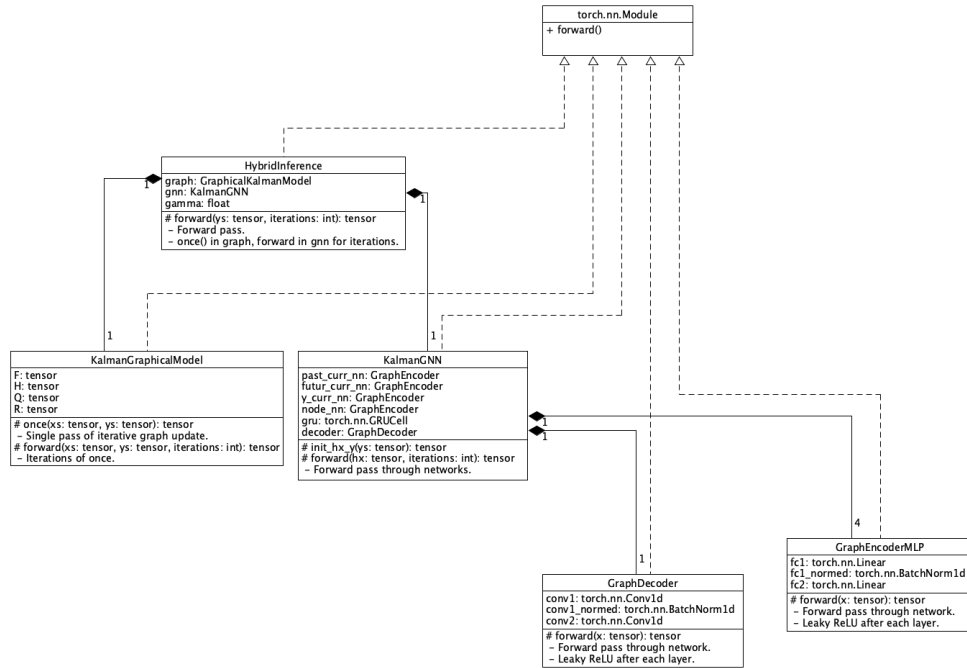 torch.nn.Module
+ forward()
HybridInference
graph: GraphicalKalmanModel
gnn: KalmanGNN
gamma: float
# forward(ys: tensor, iterations: int): tensor
– Forward pass.
– once() in graph, forward in gnn for iterations.
1
1
1
1
KalmanGraphicalModel
F: tensor
H: tensor
Q: tensor
R: tensor
# once(xs: tensor, ys: tensor): tensor
– Single pass of iterative graph update.
# forward(xs: tensor, ys: tensor, iterations: int): tensor
– Iterations of once.
KalmanGNN
past_curr_nn: GraphEncoder
futur_curr_nn: GraphEncoder
y_curr_nn: GraphEncoder
node_nn: GraphEncoder
gru: torch.nn.GRUCell
decoder: GraphDecoder
# init_hx_y(ys: tensor): tensor
# forward(hx: tensor, iterations: int): tensor
– Forward pass through networks.
1
1
4
1
GraphEncoderMLP
fc1: torch.nn.Linear
fc1_normed: torch.nn.BatchNorm1d
fc2: torch.nn.Linear
# forward(x: tensor): tensor
– Forward pass through network.
– Leaky ReLU after each layer.
GraphDecoder
conv1: torch.nn.Conv1d
conv1_normed: torch.nn.BatchNorm1d
conv2: torch.nn.Conv1d
# forward(x: tensor): tensor
– Forward pass through network.
– Leaky ReLU after each layer.